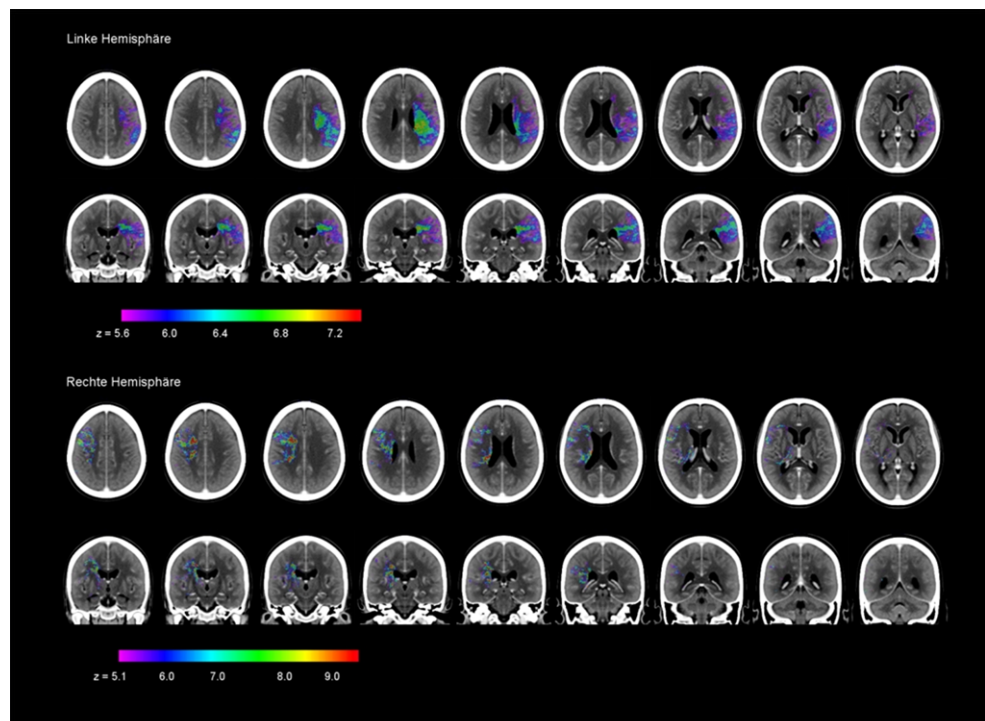 Linke Hemisphäre
z = 5.6 6.0 6.4 6.8 7.2
Rechte Hemisphäre
z = 5.1 6.0 7.0 8.0 9.0